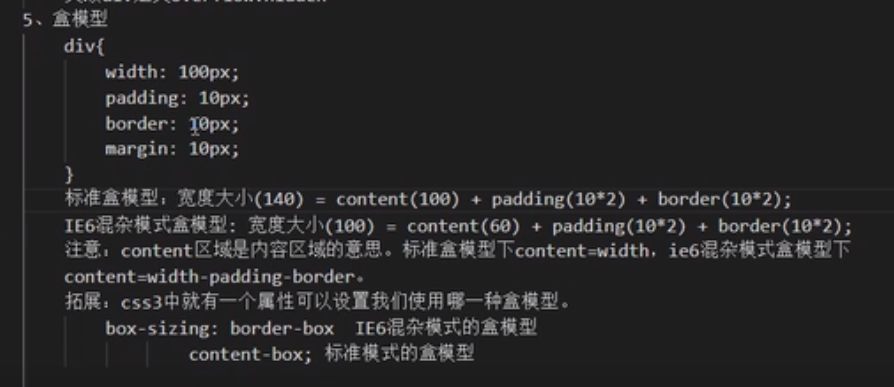 5、盒模型
div{
width: 100px;
padding: 10px;
border: 10px;
margin: 10px;
}
标准盒模型：宽度大小(140) = content(100) + padding(10*2) + border(10*2);
IE6混杂模式盒模型: 宽度大小(100) = content(60) + padding(10*2) + border(10*2);
注意：content区域是内容区域的意思。标准盒模型下content=width，ie6混杂模式盒模型下
content=width-padding-border。
拓展：css3中就有一个属性可以设置我们使用哪一种盒模型。
box-sizing: border-box IE6混杂模式的盒模型
content-box; 标准模式的盒模型